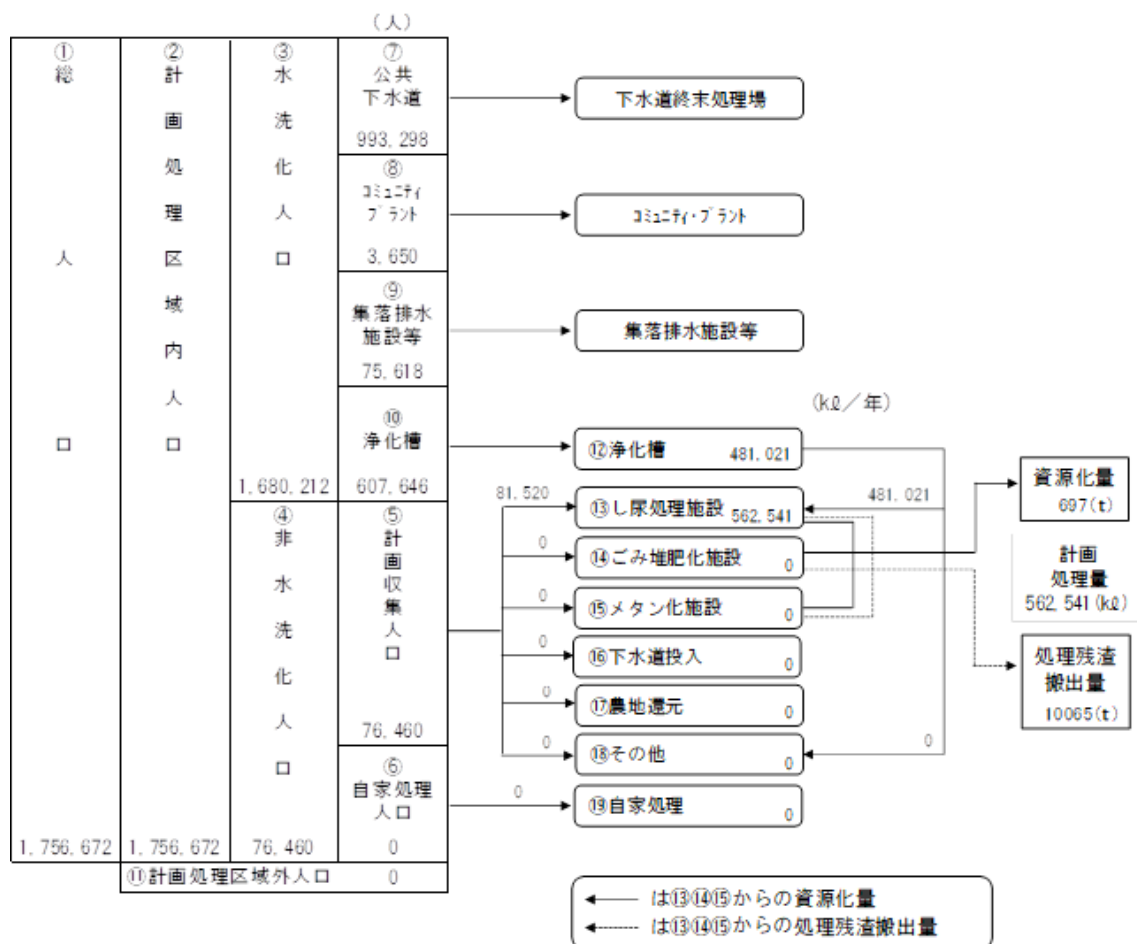 (人)
①
総
人
口
1,756,672
②
計
画
処
理
区
域
内
人
口
1,756,672
③
水
洗
化
人
口
1,680,212
④
非
水
洗
化
人
口
76,460
⑦
公共
下水道
993,298
⑧
ｺﾐｭﾆﾃｨ
ﾌﾟﾗﾝﾄ
3,650
⑨
集落排水
施設等
75,618
⑩
浄化槽
607,646
⑤
計
画
収
集
人
口
76,460
⑥
自家処理
人口
0
⑪計画処理区域外人口 0
下水道終末処理場
ｺﾐｭﾆﾃｨ･ﾌﾟﾗﾝﾄ
集落排水施設等
(kℓ／年)
⑫浄化槽 481,021
81,520
⑬し尿処理施設 562,541
481,021
0
⑭ごみ堆肥化施設 0
0
⑮メタン化施設 0
0
⑯下水道投入 0
0
⑰農地還元 0
0
⑱その他 0
0
0
⑲自家処理 0
資源化量
697(t)
計画
処理量
562,541(kℓ)
処理残渣
搬出量
10065(t)
は⑬⑭⑮からの資源化量
は⑬⑭⑮からの処理残渣搬出量